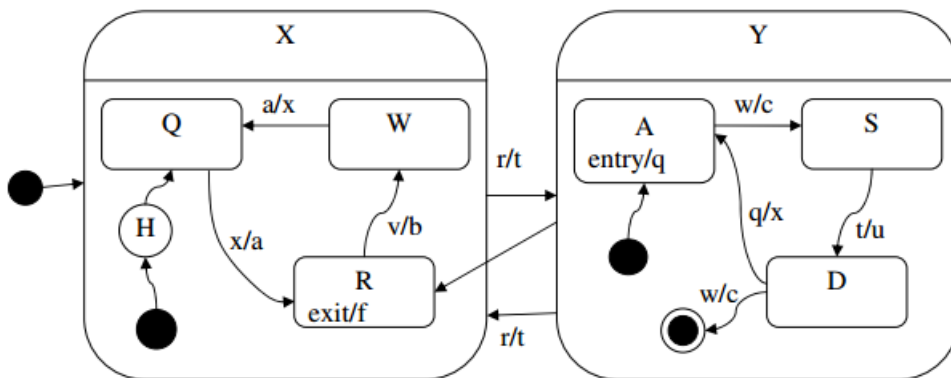 X
Y
a/x
Q
W
w/c
A
entry/q
S
r/t
H
v/b
q/x
t/u
x/a
R
exit/f
D
w/c
r/t